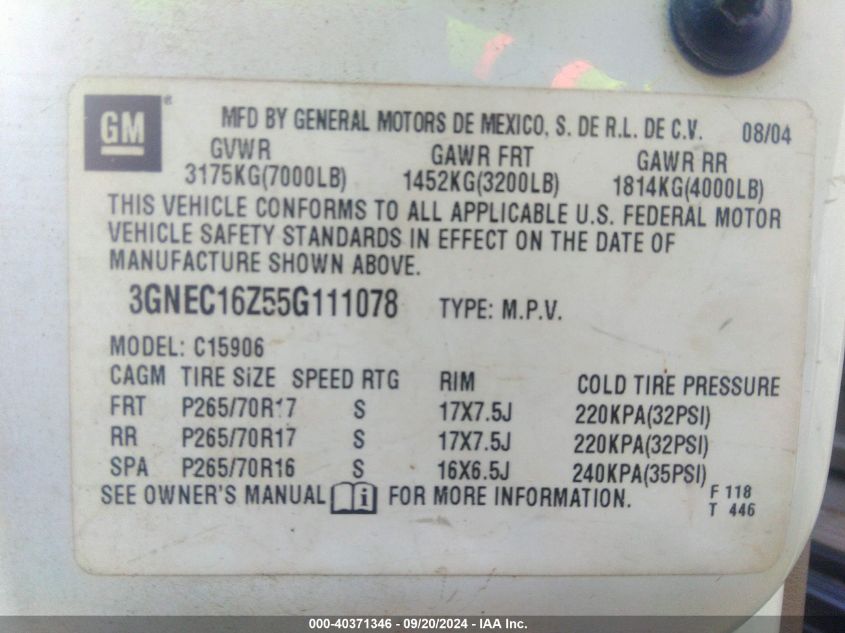 GM ® MFD BY GENERAL MOTORS DE MEXICO, S. DE R.L. DE C.V. 08/04
GVWR GAWR FRT GAWR RR
3175KG(7000LB) 1452KG(3200LB) 1814KG(4000LB)
THIS VEHICLE CONFORMS TO ALL APPLICABLE U.S. FEDERAL MOTOR
VEHICLE SAFETY STANDARDS IN EFFECT ON THE DATE OF
MANUFACTURE SHOWN ABOVE.
3GNEC16Z55G111078 TYPE: M.P.V.
MODEL: C15906
CAGM TIRE SIZE SPEED RTG RIM COLD TIRE PRESSURE
FRT P265/70R17 S 17X7.5J 220KPA(32PSI)
RR P265/70R17 S 17X7.5J 220KPA(32PSI)
SPA P265/70R16 S 16X6.5J 240KPA(35PSI)
SEE OWNER'S MANUAL i FOR MORE INFORMATION. F 118
T 446
000-40371346 - 09/20/2024 - IAA Inc.